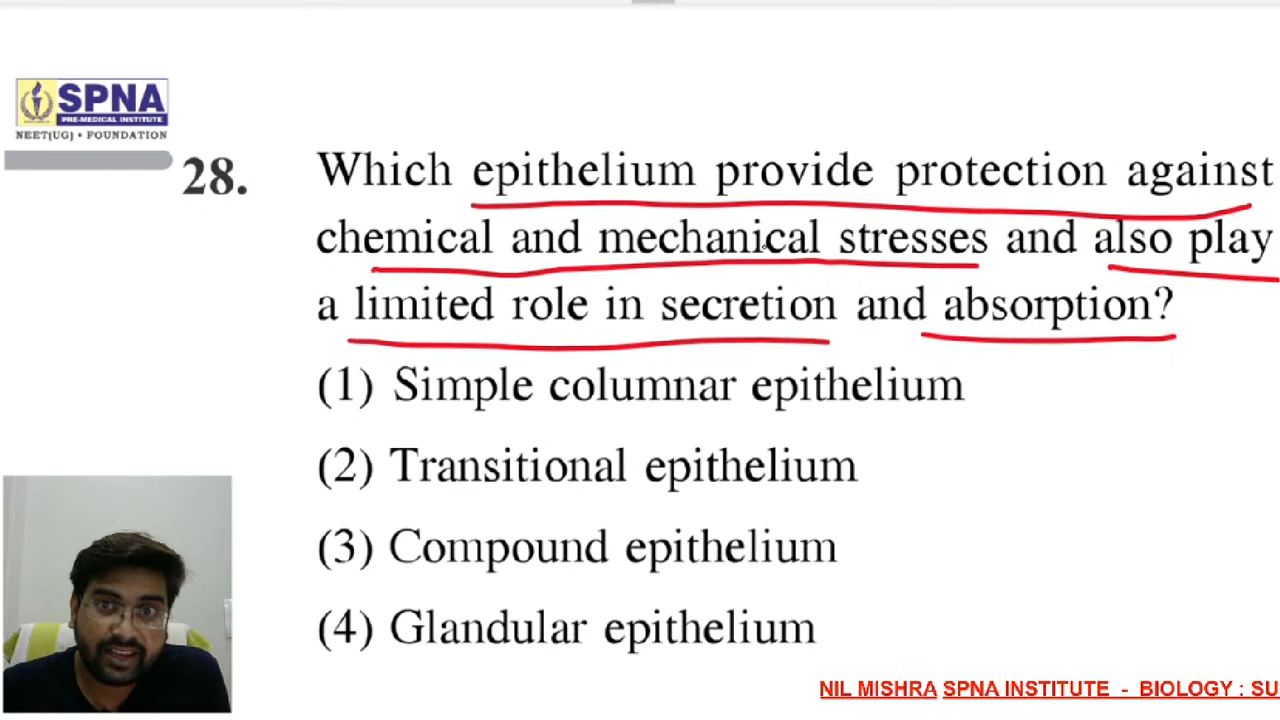 SPNA
PRE-MEDICAL INSTITUTE
NEET(UG) • FOUNDATION
28. Which epithelium provide protection against
chemical and mechanical stresses and also play
a limited role in secretion and absorption?
(1) Simple columnar epithelium
(2) Transitional epithelium
(3) Compound epithelium
(4) Glandular epithelium
NIL MISHRA SPNA INSTITUTE - BIOLOGY : SU